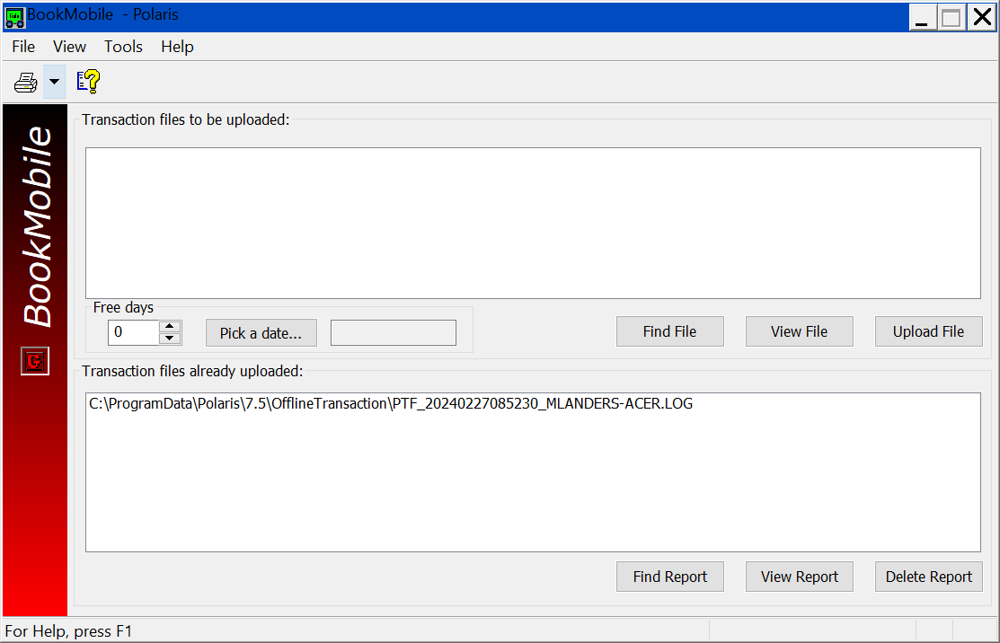 BookMobile - Polaris
File View Tools Help
BookMobile
G
Transaction files to be uploaded:
Free days
0
Pick a date...
Find File
View File
Upload File
Transaction files already uploaded:
C:\ProgramData\Polaris\7.5\OfflineTransaction\PTF_20240227085230_MLANDERS-ACER.LOG
Find Report
View Report
Delete Report
For Help, press F1